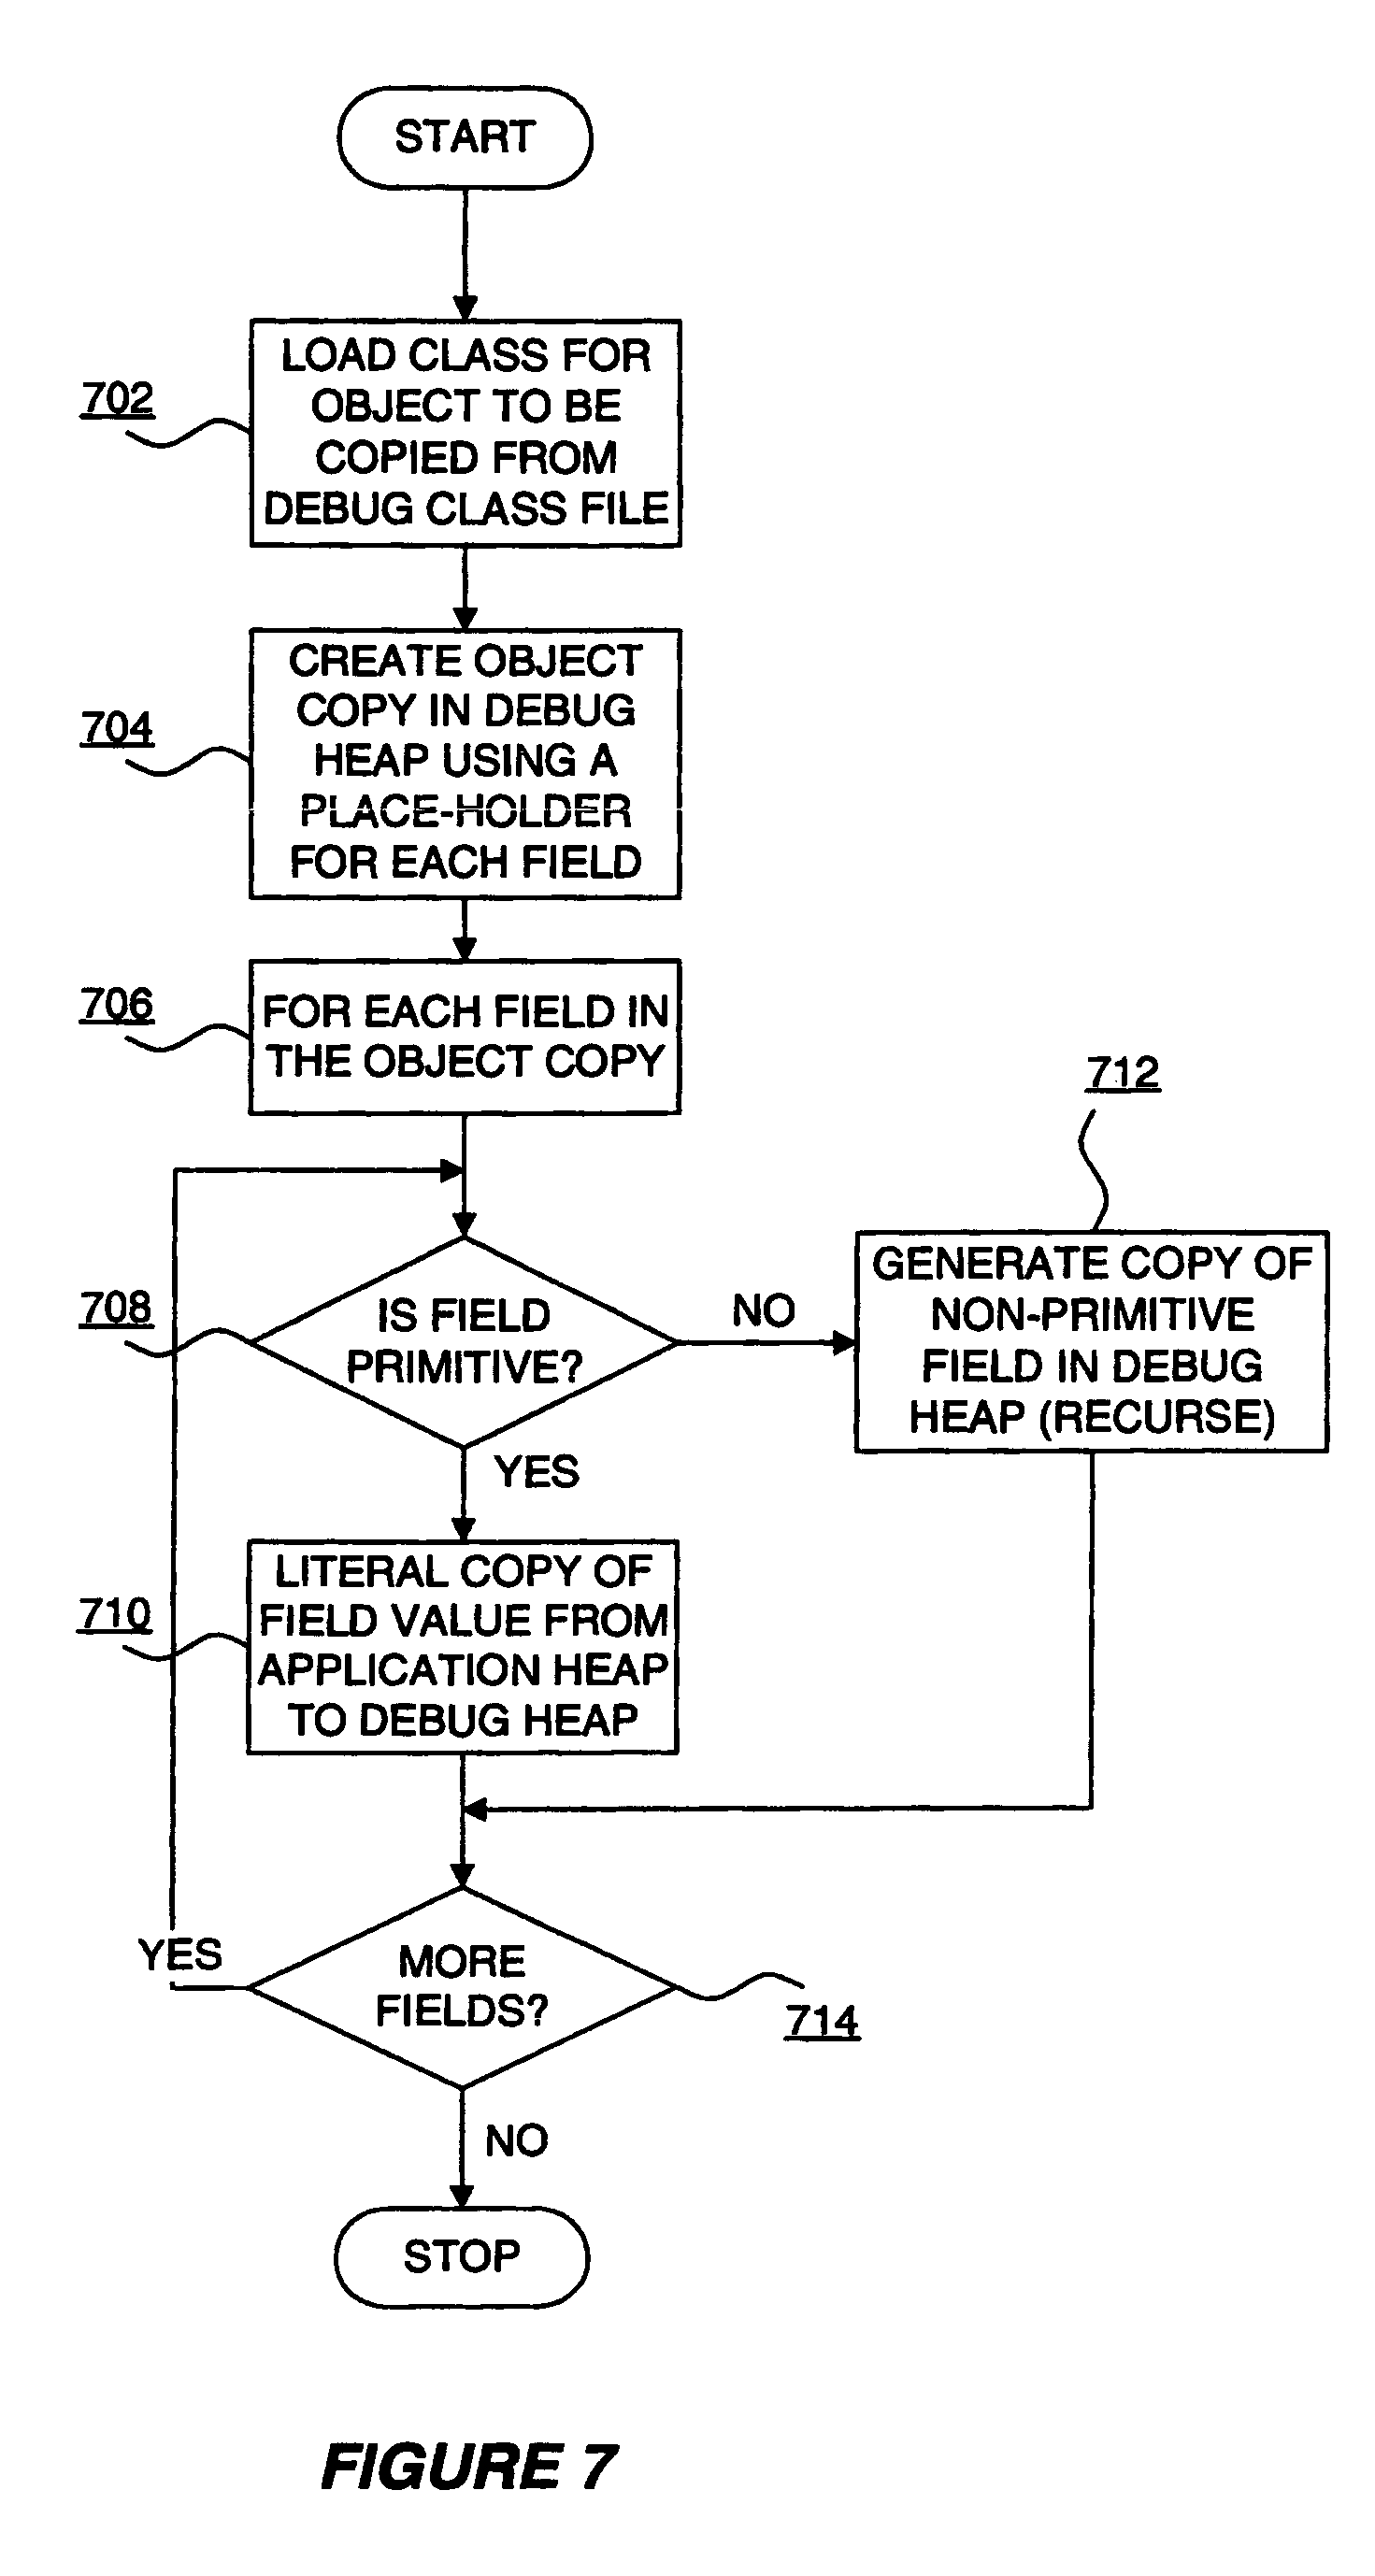 START
702
LOAD CLASS FOR
OBJECT TO BE
COPIED FROM
DEBUG CLASS FILE
704
CREATE OBJECT
COPY IN DEBUG
HEAP USING A
PLACE-HOLDER
FOR EACH FIELD
706
FOR EACH FIELD IN
THE OBJECT COPY
708
IS FIELD
PRIMITIVE?
NO
712
GENERATE COPY OF
NON-PRIMITIVE
FIELD IN DEBUG
HEAP (RECURSE)
YES
710
LITERAL COPY OF
FIELD VALUE FROM
APPLICATION HEAP
TO DEBUG HEAP
YES
MORE
FIELDS?
714
NO
STOP
FIGURE 7